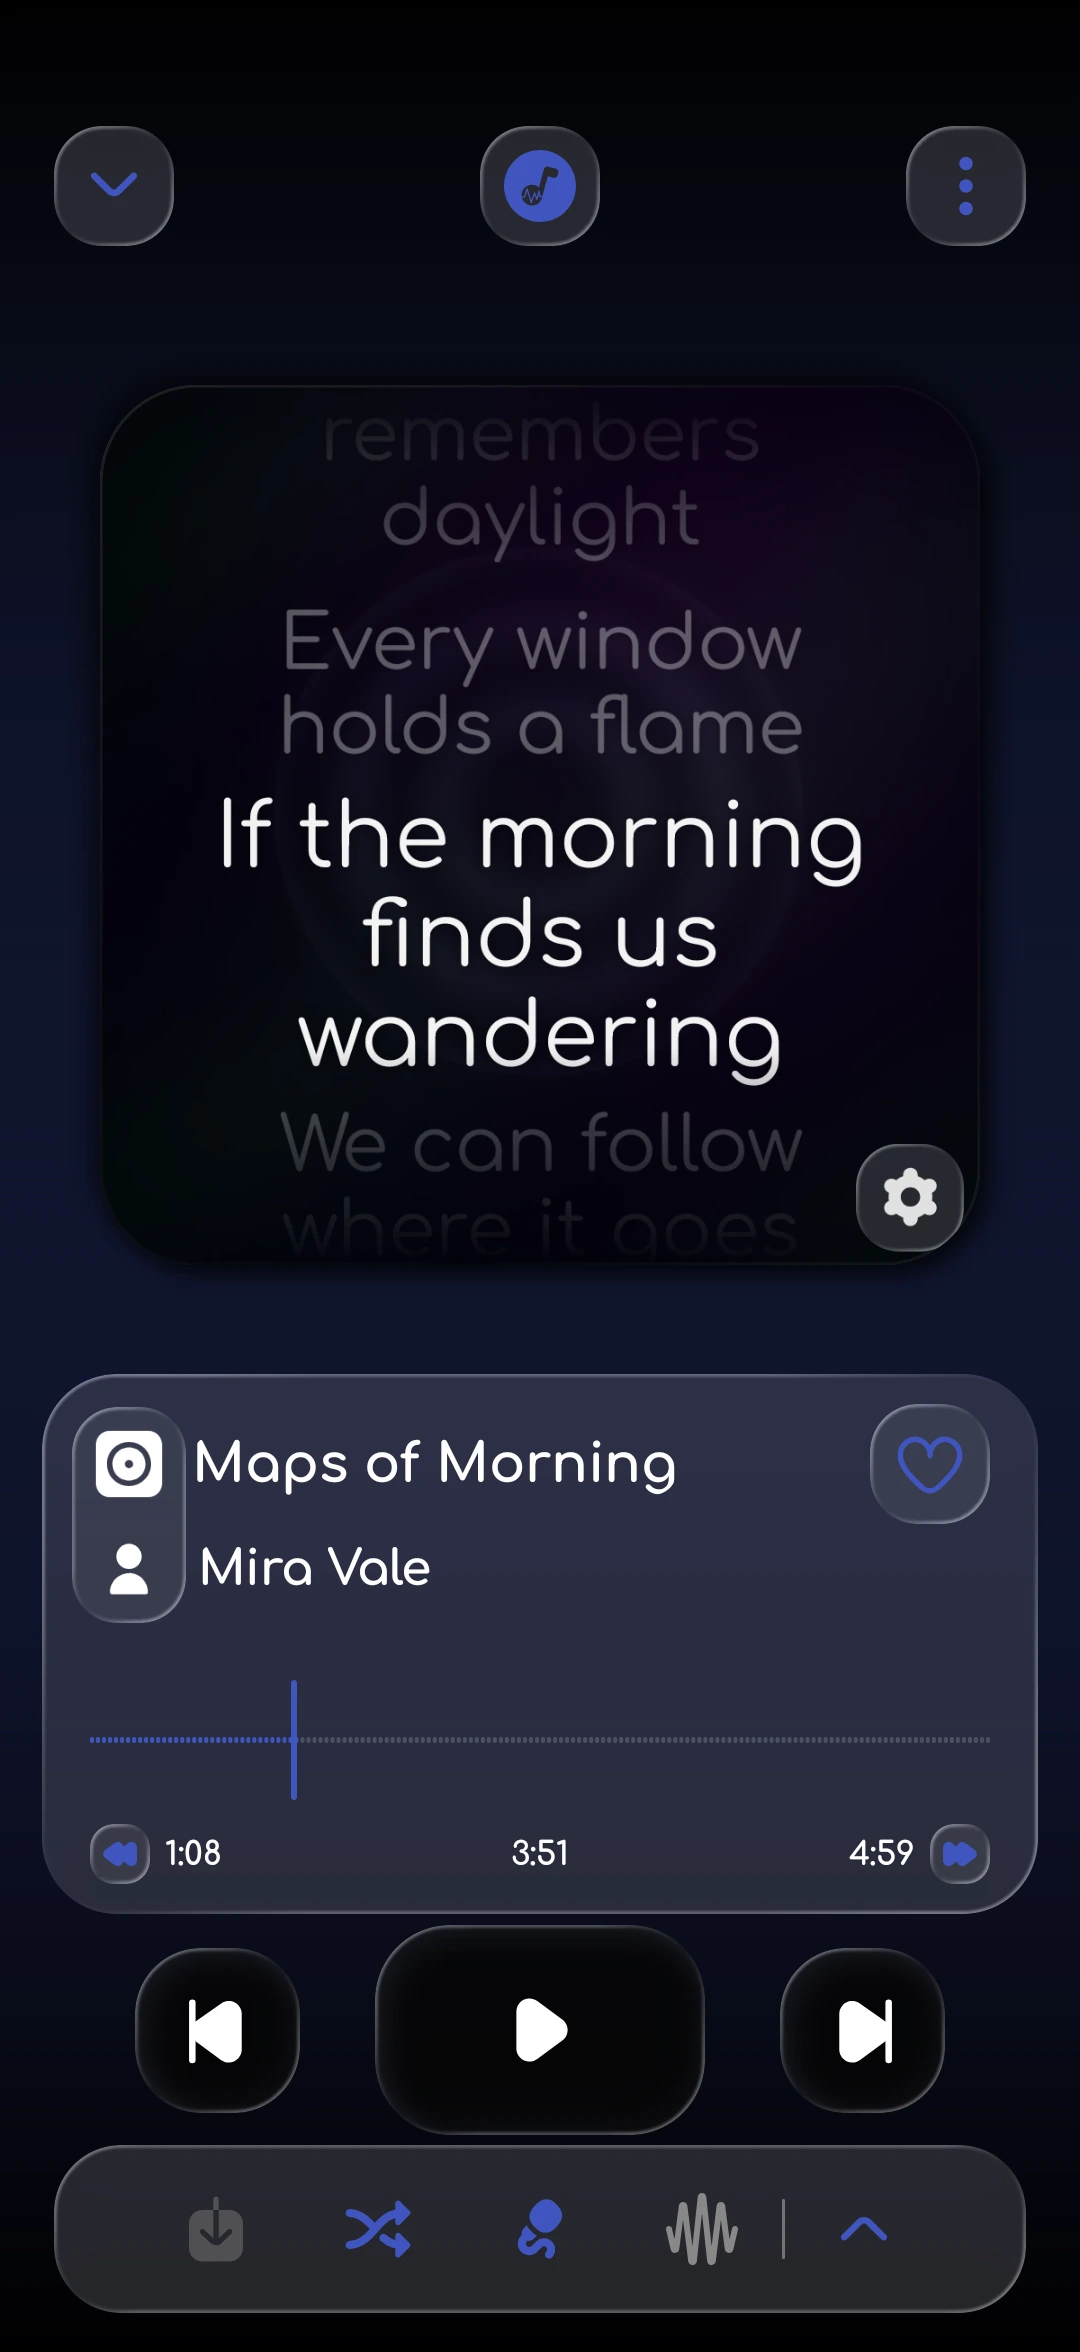 remembers
daylight
Every window
holds a flame
If the morning
finds us
wandering
We can follow
where it goes
Maps of Morning
Mira Vale
1:08
3:51
4:59